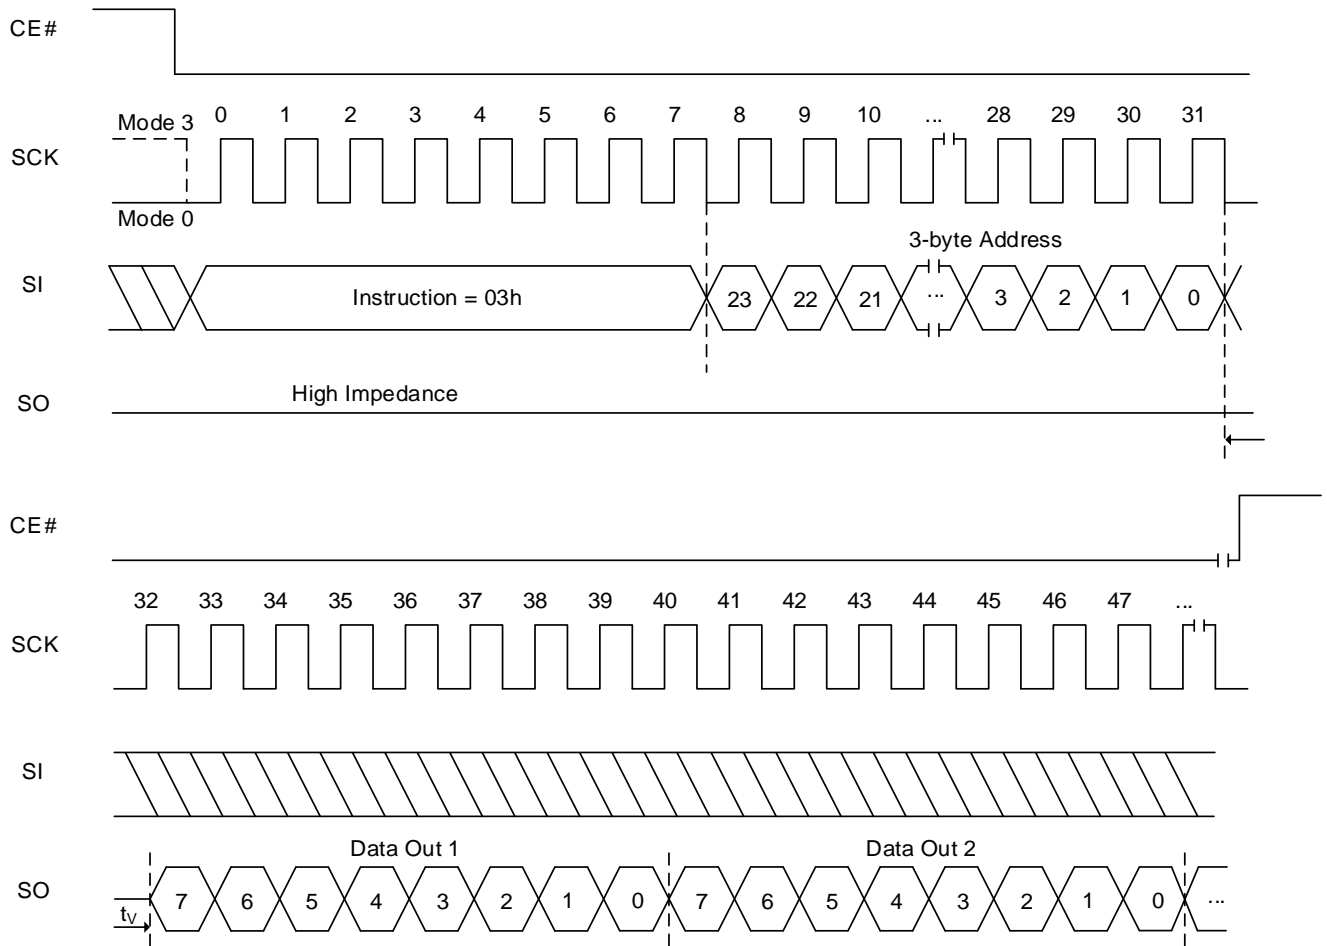 CE#
0 1 2 3 4 5 6 7 8 9 10 ... 28 29 30 31
Mode 3
SCK
Mode 0
3-byte Address
SI
Instruction = 03h
23 22 21 ... 3 2 1 0
High Impedance
SO
CE#
32 33 34 35 36 37 38 39 40 41 42 43 44 45 46 47 ...
SCK
SI
Data Out 1
Data Out 2
SO
7 6 5 4 3 2 1 0 7 6 5 4 3 2 1 0 ...
tV